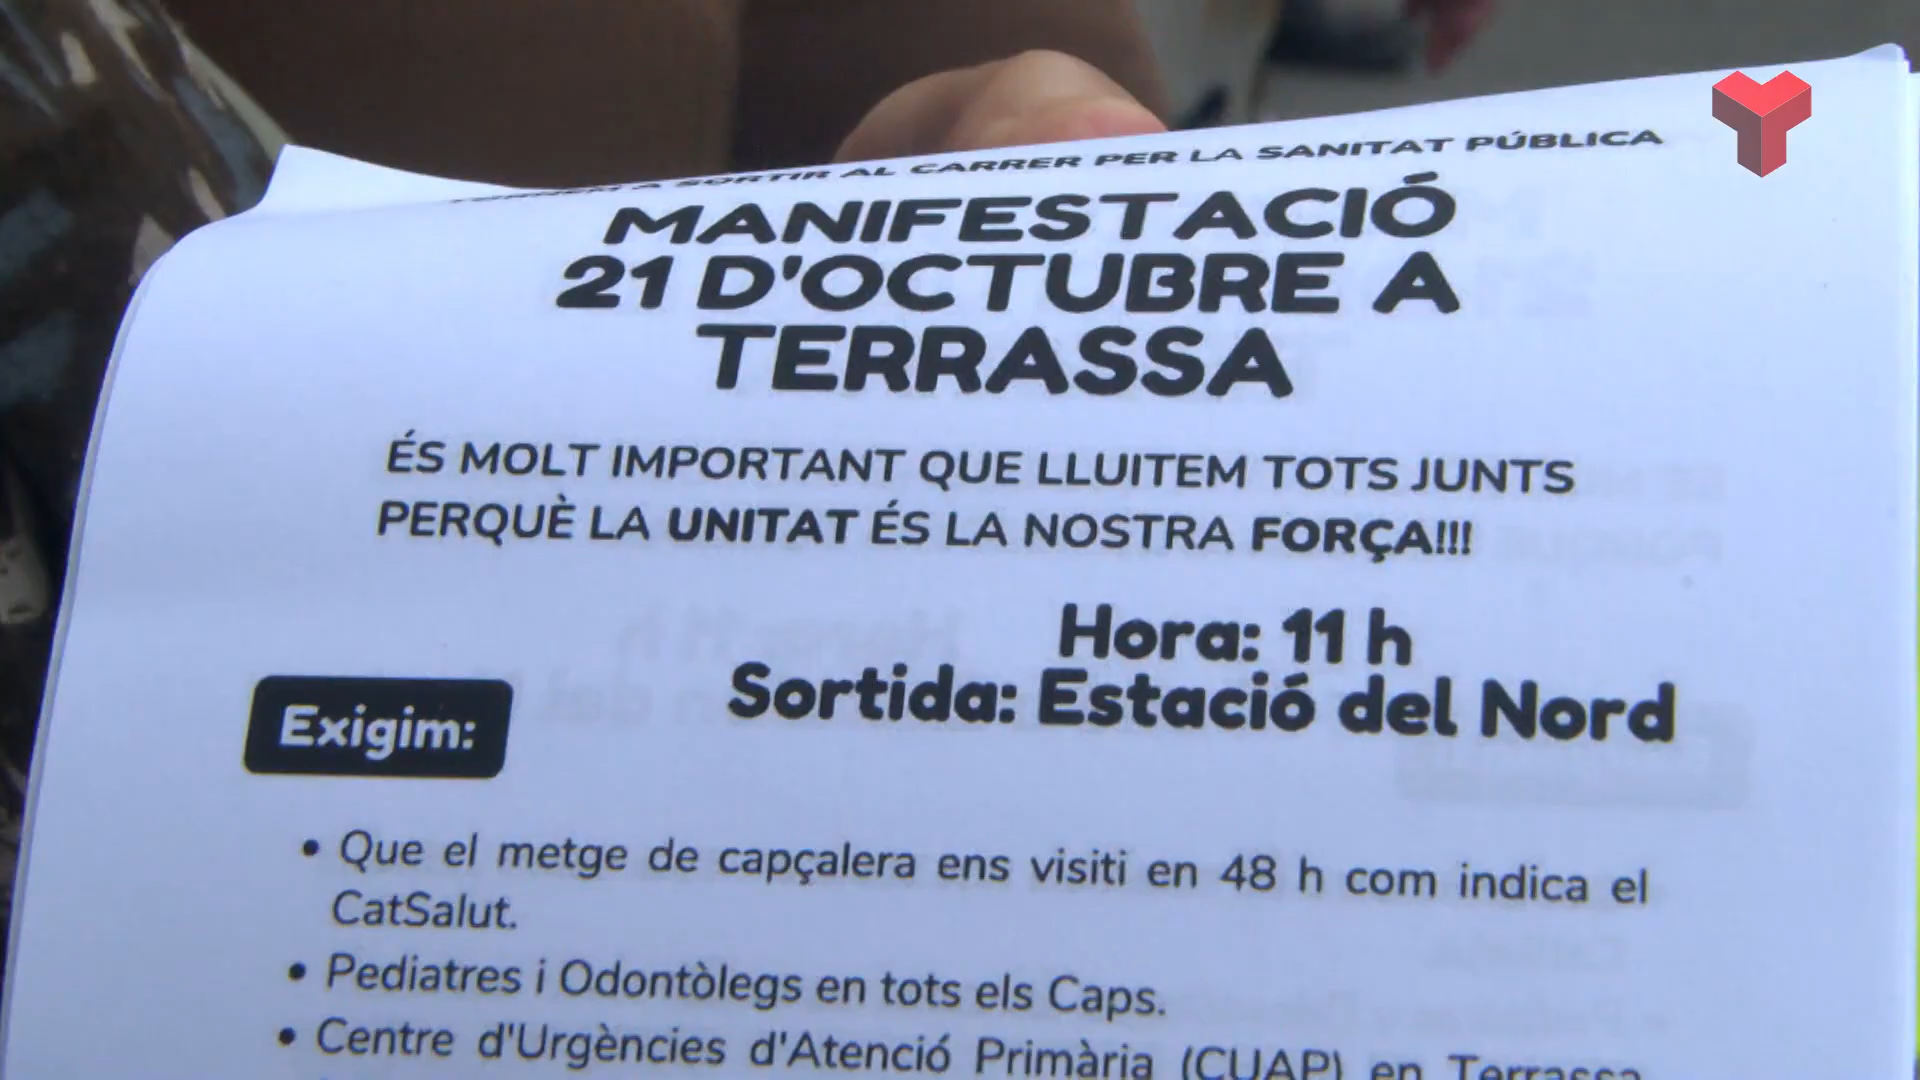 A SORTIR AL CARRER PER LA SANITAT PÚBLICA
MANIFESTACIÓ
21 D'OCTUBRE A
TERRASSA
ÉS MOLT IMPORTANT QUE LLUITEM TOTS JUNTS
PERQUÈ LA UNITAT ÉS LA NOSTRA FORÇA!!!
Hora: 11 h
Sortida: Estació del Nord
Exigim:
• Que el metge de capçalera ens visiti en 48 h com indica el
CatSalut.
• Pediatres i Odontòlegs en tots els Caps.
• Centre d'Urgències d'Atenció Primària (CUAP) en Terrassa